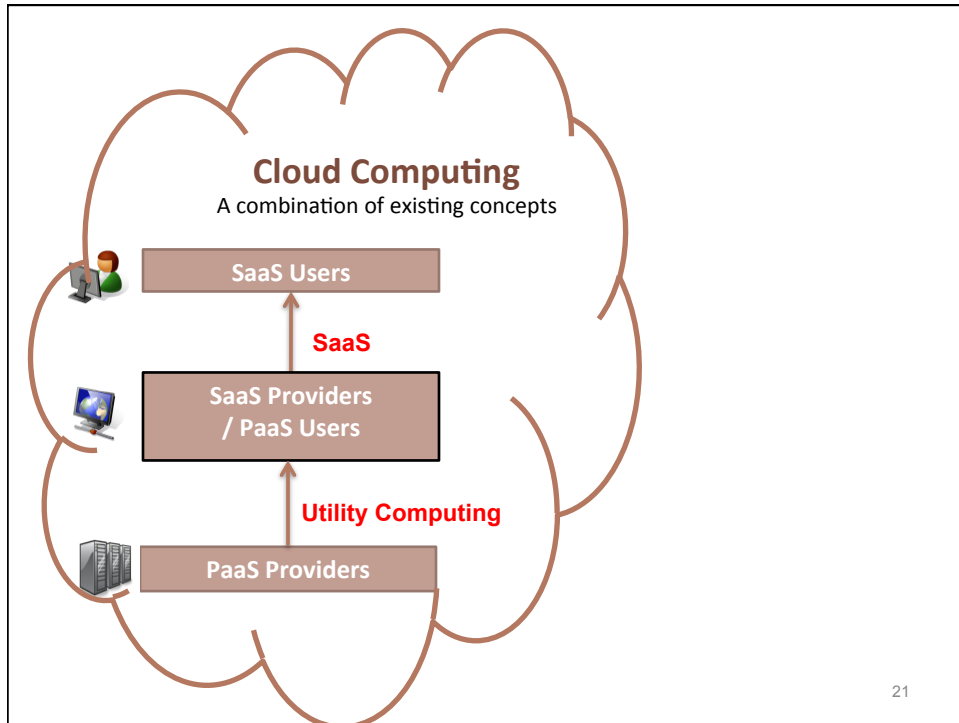 Cloud Computing
A combination of existing concepts
SaaS Users
SaaS
SaaS Providers
/ PaaS Users
Utility Computing
PaaS Providers
21